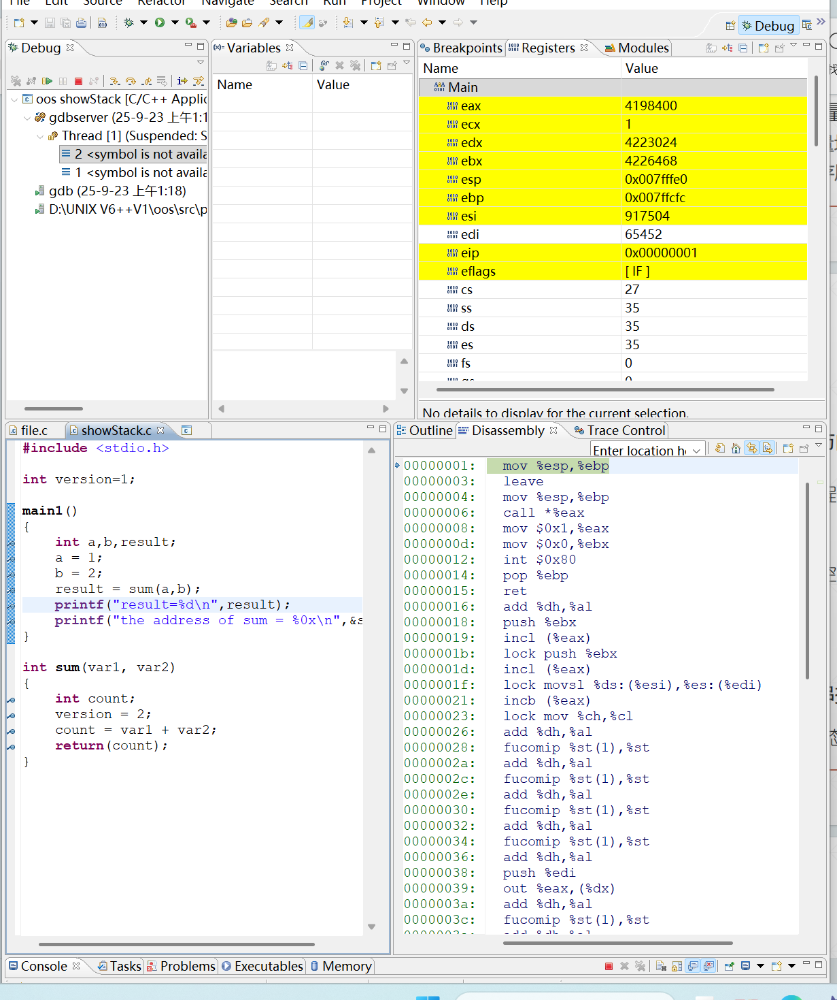 File Edit Source Refactor Navigate Search Run Project Window Help
Debug
Debug
oos showStack [C/C++ Applic
gdbserver (25-9-23 上午1:1
Thread [1] (Suspended: S
2 <symbol is not availa
1 <symbol is not availa
gdb (25-9-23 上午1:18)
D:\UNIX V6++V1\oos\src\p
(x)= Variables
Name Value
Breakpoints Registers Modules
Name Value
Main
eax 4198400
ecx 1
edx 4223024
ebx 4226468
esp 0x007fffe0
ebp 0x007ffcfc
esi 917504
edi 65452
eip 0x00000001
eflags [ IF ]
cs 27
ss 35
ds 35
es 35
fs 0
gs 0
No details to display for the current selection.
file.c showStack.c
#include <stdio.h>
int version=1;
main1()
{
int a,b,result;
a = 1;
b = 2;
result = sum(a,b);
printf("result=%d\n",result);
printf("the address of sum = %0x\n",&s
}
int sum(var1, var2)
{
int count;
version = 2;
count = var1 + var2;
return(count);
}
Outline Disassembly Trace Control
Enter location h
00000001: mov %esp,%ebp
00000003: leave
00000004: mov %esp,%ebp
00000006: call *%eax
00000008: mov $0x1,%eax
0000000d: mov $0x0,%ebx
00000012: int $0x80
00000014: pop %ebp
00000015: ret
00000016: add %dh,%al
00000018: push %ebx
00000019: incl (%eax)
0000001b: lock push %ebx
0000001d: incl (%eax)
0000001f: lock movsl %ds:(%esi),%es:(%edi)
00000021: incb (%eax)
00000023: lock mov %ch,%cl
00000026: add %dh,%al
00000028: fucomip %st(1),%st
0000002a: add %dh,%al
0000002c: fucomip %st(1),%st
0000002e: add %dh,%al
00000030: fucomip %st(1),%st
00000032: add %dh,%al
00000034: fucomip %st(1),%st
00000036: add %dh,%al
00000038: push %edi
00000039: out %eax,(%dx)
0000003a: add %dh,%al
0000003c: fucomip %st(1),%st
0000003e: add %dh,%al
Console Tasks Problems Executables Memory